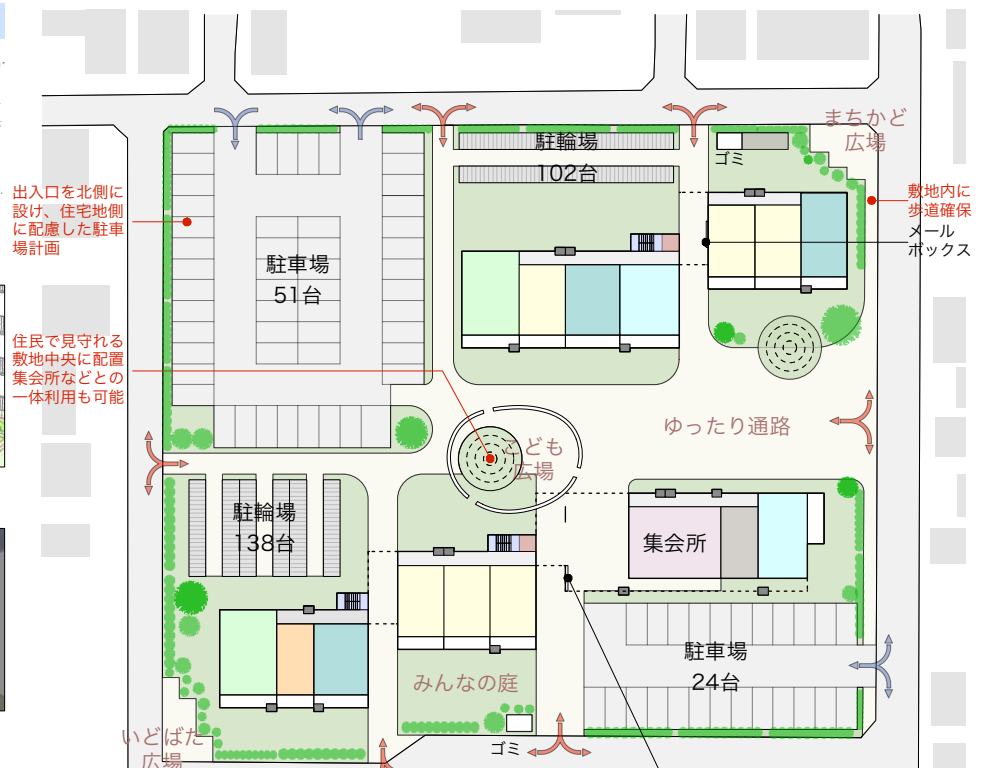 まちかど
広場
駐輪場
102台
ゴミ
出入口を北側に
設け、住宅地側
に配慮した駐車
場計画
敷地内に
歩道確保
メール
ボックス
駐車場
51台
住民で見守れる
敷地中央に配置
集会所などとの
一体利用も可能
ゆったり通路
こども
広場
駐輪場
138台
集会所
駐車場
24台
みんなの庭
いどばた
広場
ゴミ